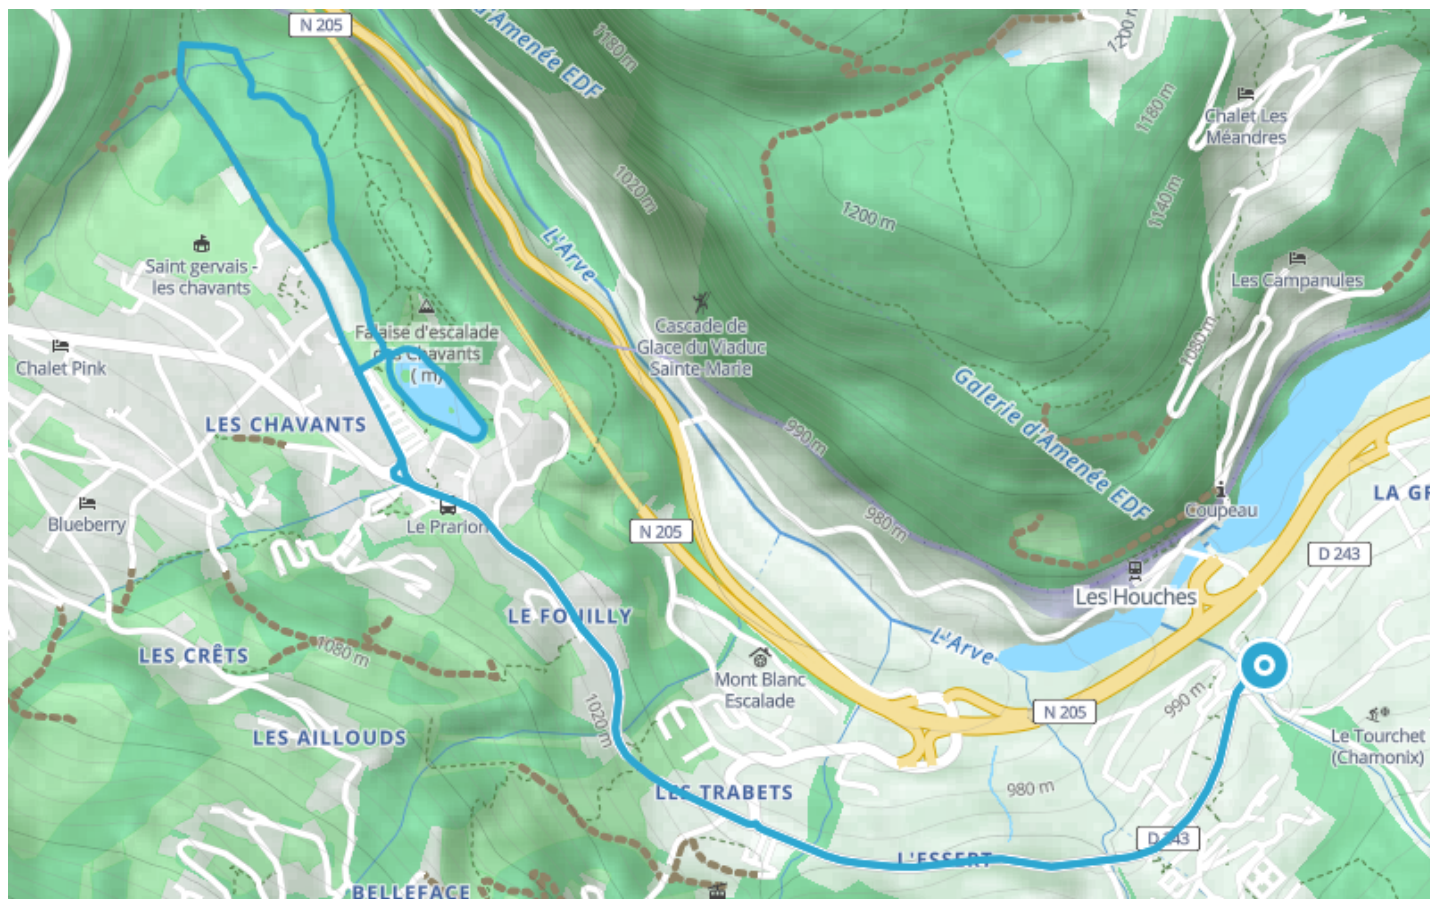 N 205
d'Amenée EDF
1180 m
1200 m
1180 m
Chalet Les
Méandres
1020 m
1200 m
1140 m
L'Arve
Saint gervais -
les chavants
Les Campanules
Falaise d'escalade
des Chavants
( m)
Cascade de
Glace du Viaduc
Sainte-Marie
1080 m
Chalet Pink
Galerie d'Amenée EDF
LES CHAVANTS
990 m
LA GR
Blueberry
Le Prarion
N 205
980 m
Coupeau
D 243
Les Houches
LE FOUILLY
L'Arve
LES CRÊTS
1080 m
Mont Blanc
Escalade
990 m
N 205
1020 m
LES AILLOUDS
Le Tourchet
(Chamonix)
LES TRABETS
980 m
D 243
L'ESSERT
BELLEFACE